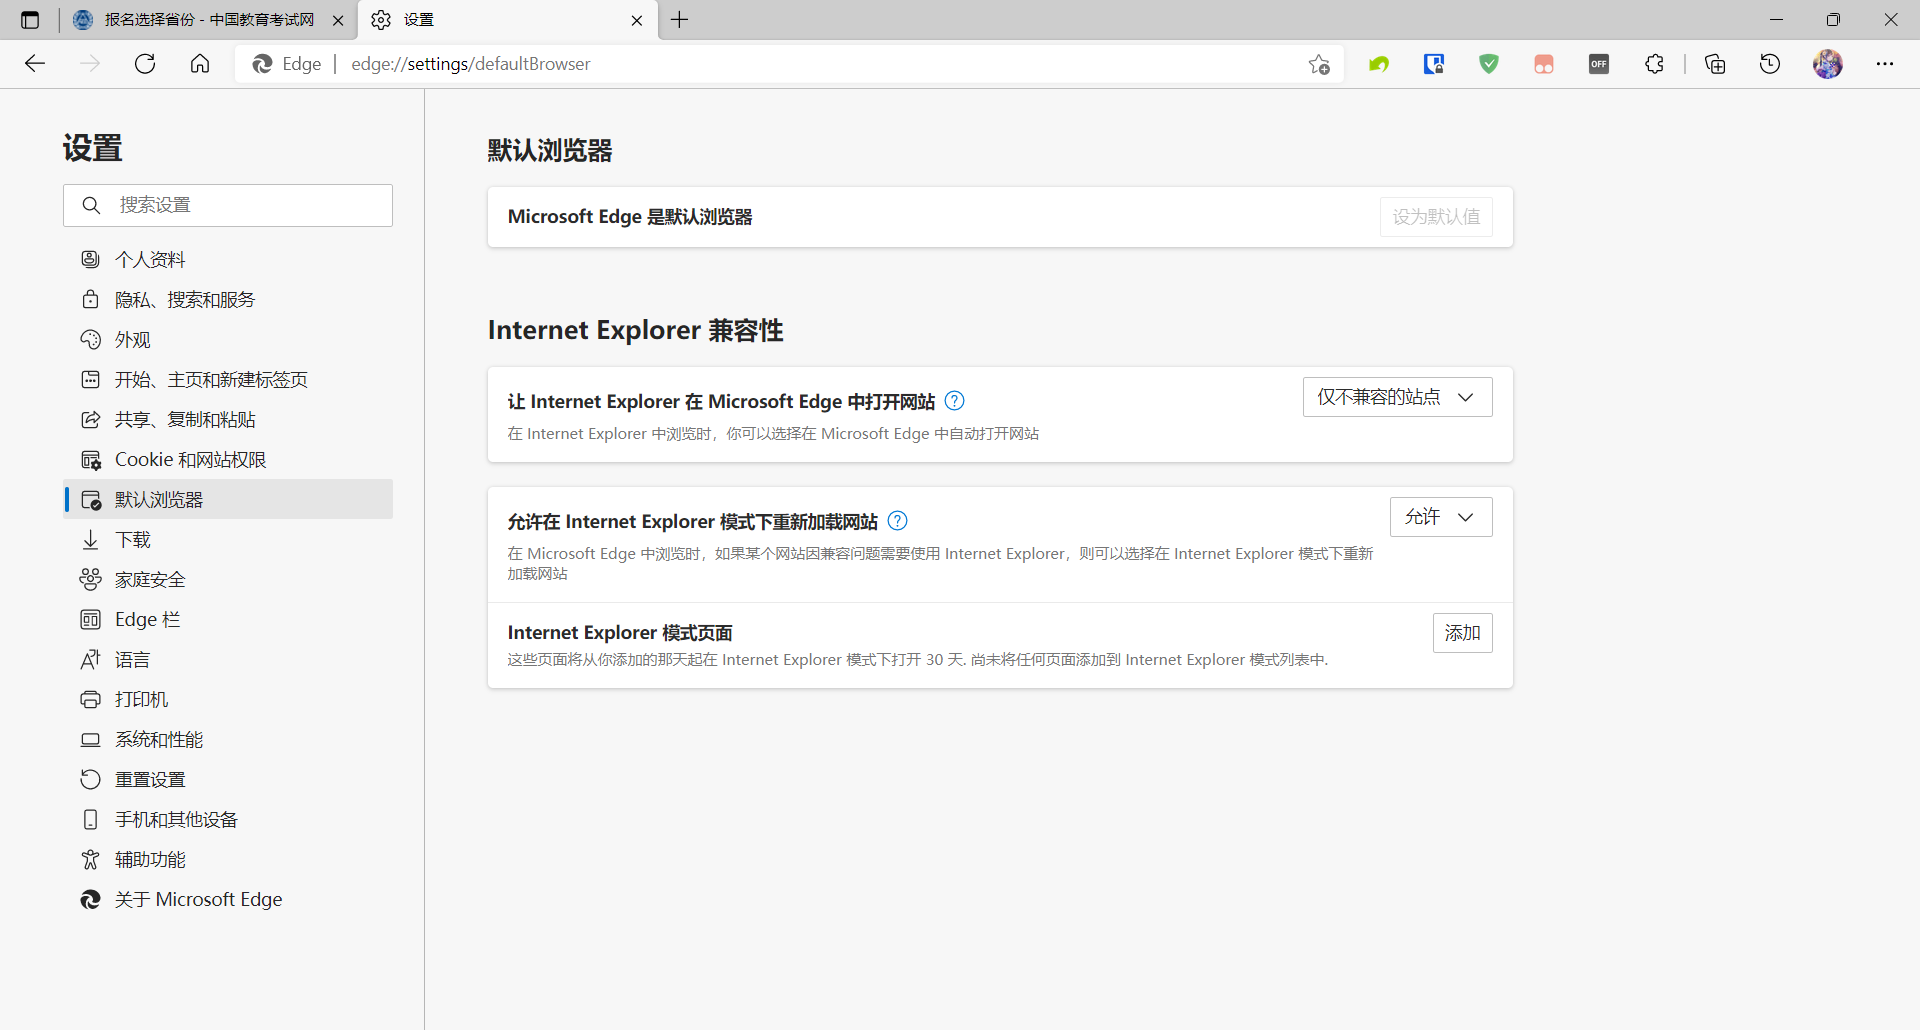 报名选择省份 - 中国教育考试网
设置
Edge
edge://settings/defaultBrowser
OFF
设置
搜索设置
个人资料
隐私、搜索和服务
外观
开始、主页和新建标签页
共享、复制和粘贴
Cookie 和网站权限
默认浏览器
下载
家庭安全
Edge 栏
语言
打印机
系统和性能
重置设置
手机和其他设备
辅助功能
关于 Microsoft Edge
默认浏览器
Microsoft Edge 是默认浏览器
设为默认值
Internet Explorer 兼容性
让 Internet Explorer 在 Microsoft Edge 中打开网站
仅不兼容的站点
在 Internet Explorer 中浏览时，你可以选择在 Microsoft Edge 中自动打开网站
允许在 Internet Explorer 模式下重新加载网站
允许
在 Microsoft Edge 中浏览时，如果某个网站因兼容问题需要使用 Internet Explorer，则可以选择在 Internet Explorer 模式下重新
加载网站
Internet Explorer 模式页面
添加
这些页面将从你添加的那天起在 Internet Explorer 模式下打开 30 天. 尚未将任何页面添加到 Internet Explorer 模式列表中.